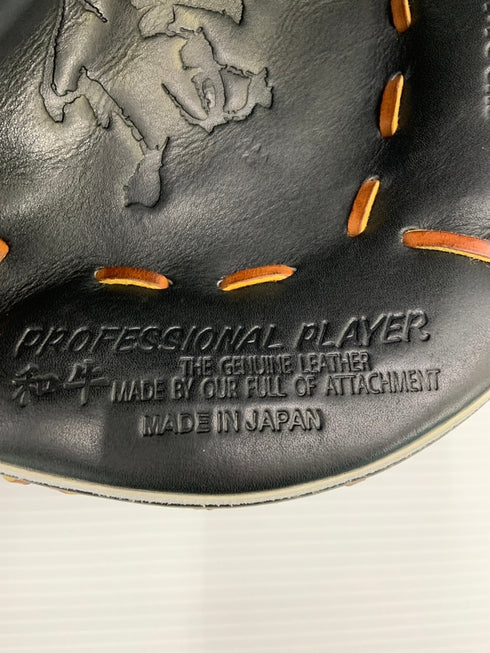 PROFESSIONAL PLAYER
THE GENUINE LEATHER
和牛 MADE BY OUR FULL OF ATTACHMENT
MADE IN JAPAN